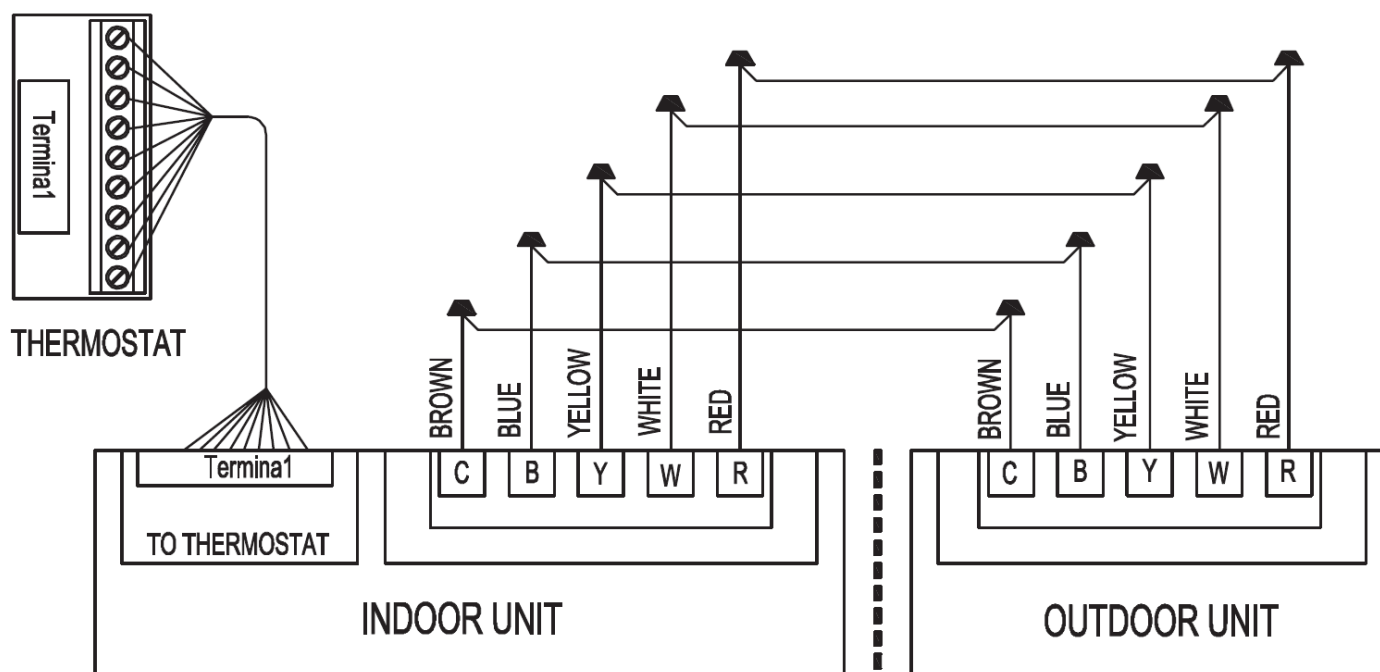 Termina1
THERMOSTAT
BROWN
BLUE
YELLOW
WHITE
RED
BROWN
BLUE
YELLOW
WHITE
RED
Termina1
C B Y W R
C B Y W R
TO THERMOSTAT
INDOOR UNIT
OUTDOOR UNIT